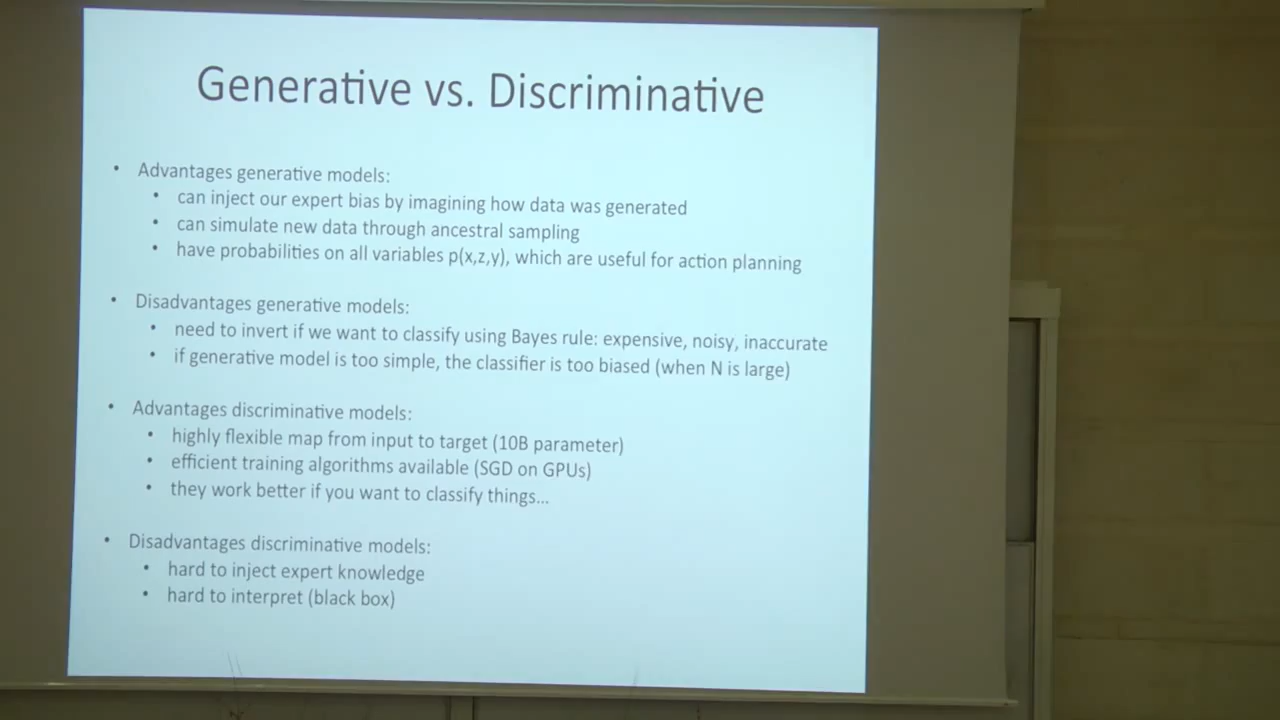 Generative vs. Discriminative
• Advantages generative models:
• can inject our expert bias by imagining how data was generated
• can simulate new data through ancestral sampling
• have probabilities on all variables p(x,z,y), which are useful for action planning
• Disadvantages generative models:
• need to invert if we want to classify using Bayes rule: expensive, noisy, inaccurate
• if generative model is too simple, the classifier is too biased (when N is large)
• Advantages discriminative models:
• highly flexible map from input to target (10B parameter)
• efficient training algorithms available (SGD on GPUs)
• they work better if you want to classify things...
• Disadvantages discriminative models:
• hard to inject expert knowledge
• hard to interpret (black box)